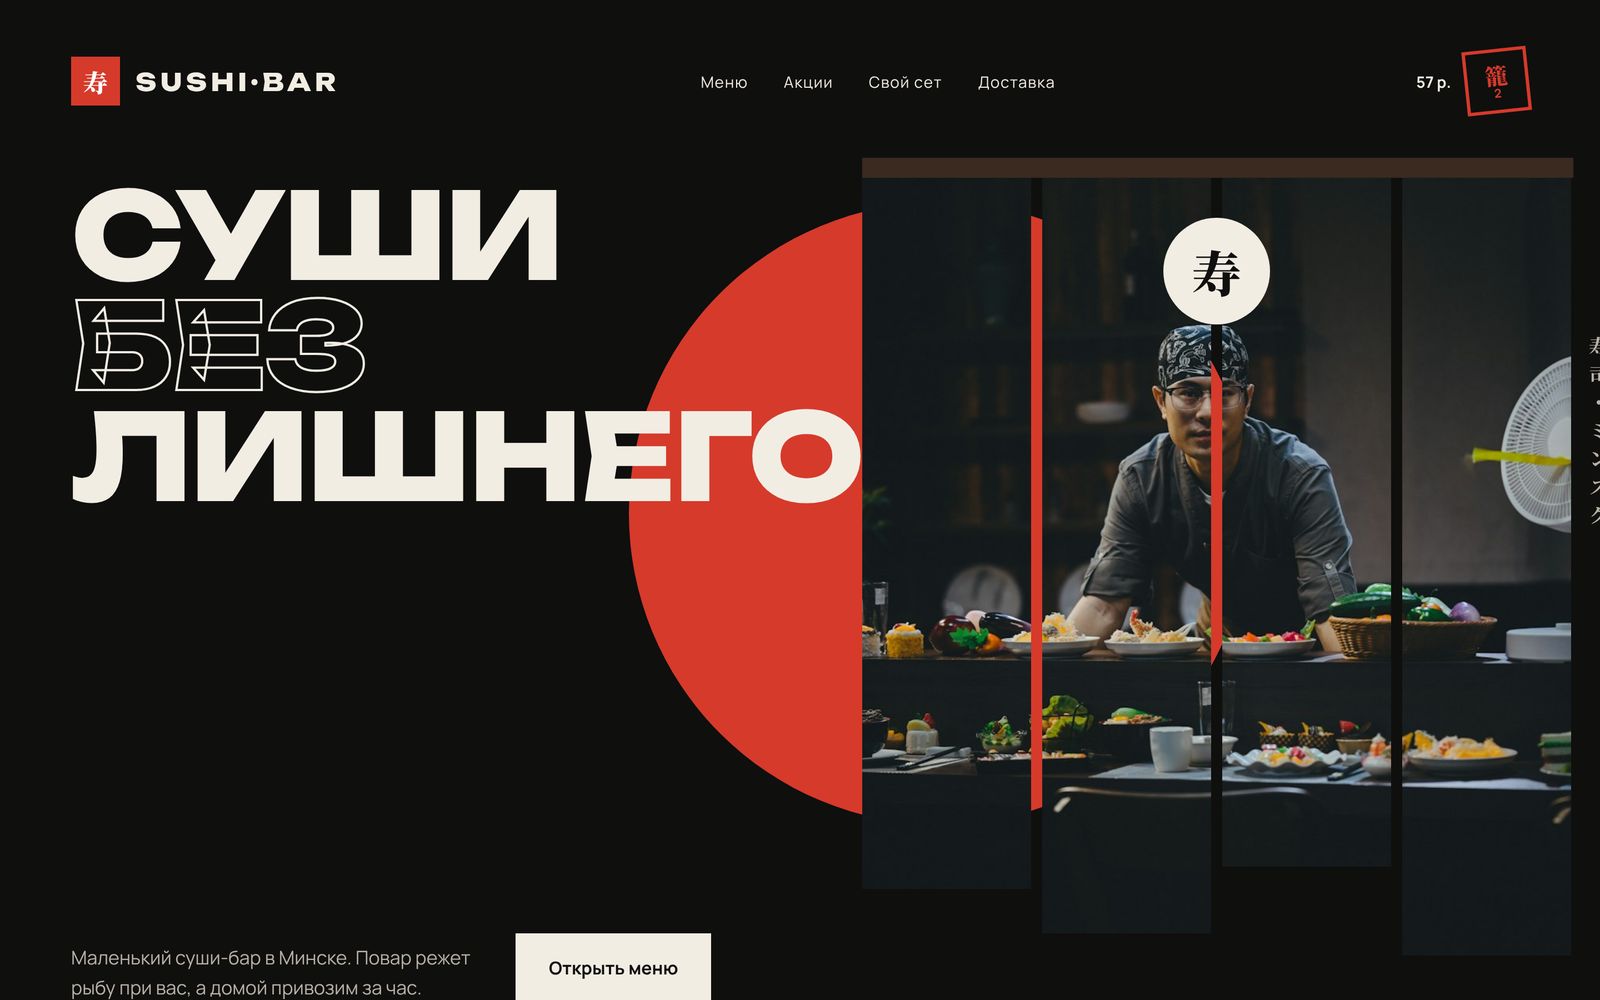 寿 SUSHI·BAR
Меню Акции Свой сет Доставка
57 р.
籠
2
СУШИ
БЕЗ
ЛИШНЕГО
寿
Маленький суши-бар в Минске. Повар режет
рыбу при вас, а домой привозим за час.
Открыть меню